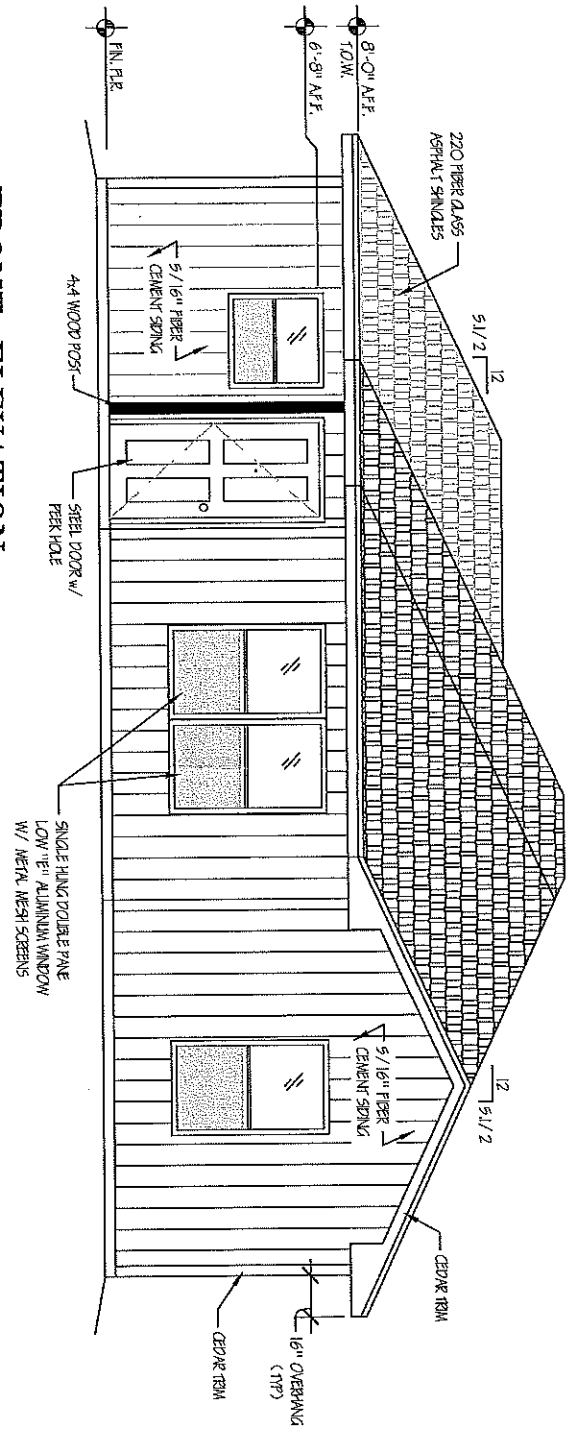 8'-0" A.F.F.
T.O.W.
6'-8" A.F.F.
FIN. FLR.
220 FIBER GLASS
ASPHALT SHINGLES
12
5 1/2
12
5 1/2
5/16" FIBER
CEMENT SIDING
5/16" FIBER
CEMENT SIDING
CEDAR TRIM
16" OVERHANG
(TYP)
CEDAR TRIM
4x4 WOOD POST
STEEL DOOR W/
PEEK HOLE
SINGLE HUNG DOUBLE PANE
LOW "E" ALUMINUM WINDOW
W/ METAL MESH SCREENS
FRONT ELEVATION